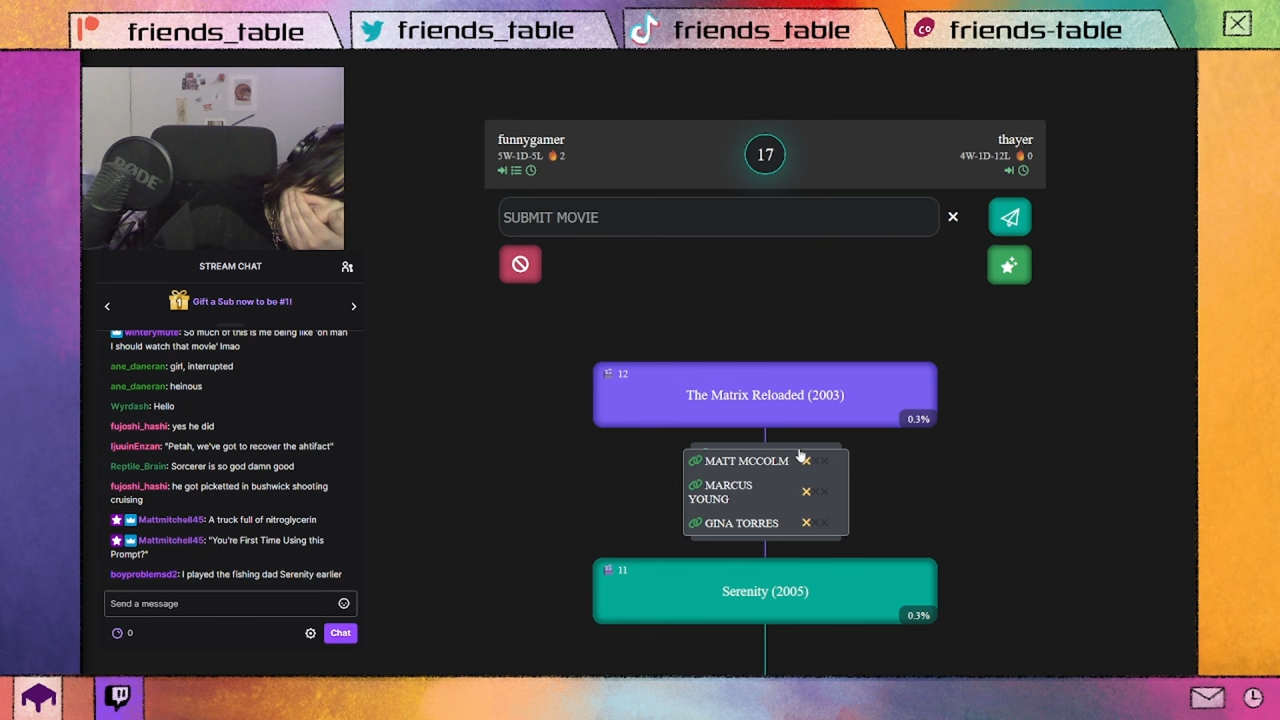 friends_table
friends_table
friends_table
co
friends-table
RODE
STREAM CHAT
1
Gift a Sub now to be #1!
winterymute: So much of this is me being like 'oh man
I should watch that movie' lmao
ane_daneran: girl, interrupted
ane_daneran: heinous
Wyrdash: Hello
fujoshi_hashi: yes he did
IjuuinEnzan: "Petah, we've got to recover the ahtifact"
Reptile_Brain: Sorcerer is so god damn good
fujoshi_hashi: he got picketted in bushwick shooting
cruising
Mattmitchell45: A truck full of nitroglycerin
Mattmitchell45: "You're First Time Using this
Prompt?"
boyproblemsd2: I played the fishing dad Serenity earlier
Send a message
0
Chat
funnygamer
5W-1D-5L 2
17
thayer
4W-1D-12L 0
SUBMIT MOVIE
12
The Matrix Reloaded (2003)
0.3%
MATT MCCOLM
MARCUS
YOUNG
GINA TORRES
11
Serenity (2005)
0.3%